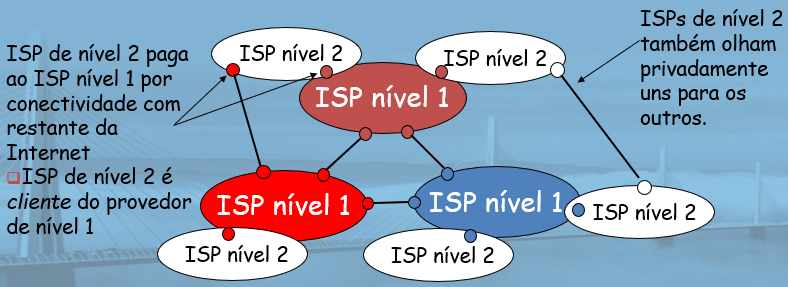 ISP de nível 2 paga
ao ISP nível 1 por
conectividade com
restante da
Internet
ISP de nível 2 é
cliente do provedor
de nível 1
ISP nível 2
ISP nível 2
ISP nível 1
ISPs de nível 2
também olham
privadamente
uns para os
outros.
ISP nível 1
ISP nível 1
ISP nível 2
ISP nível 2
ISP nível 2